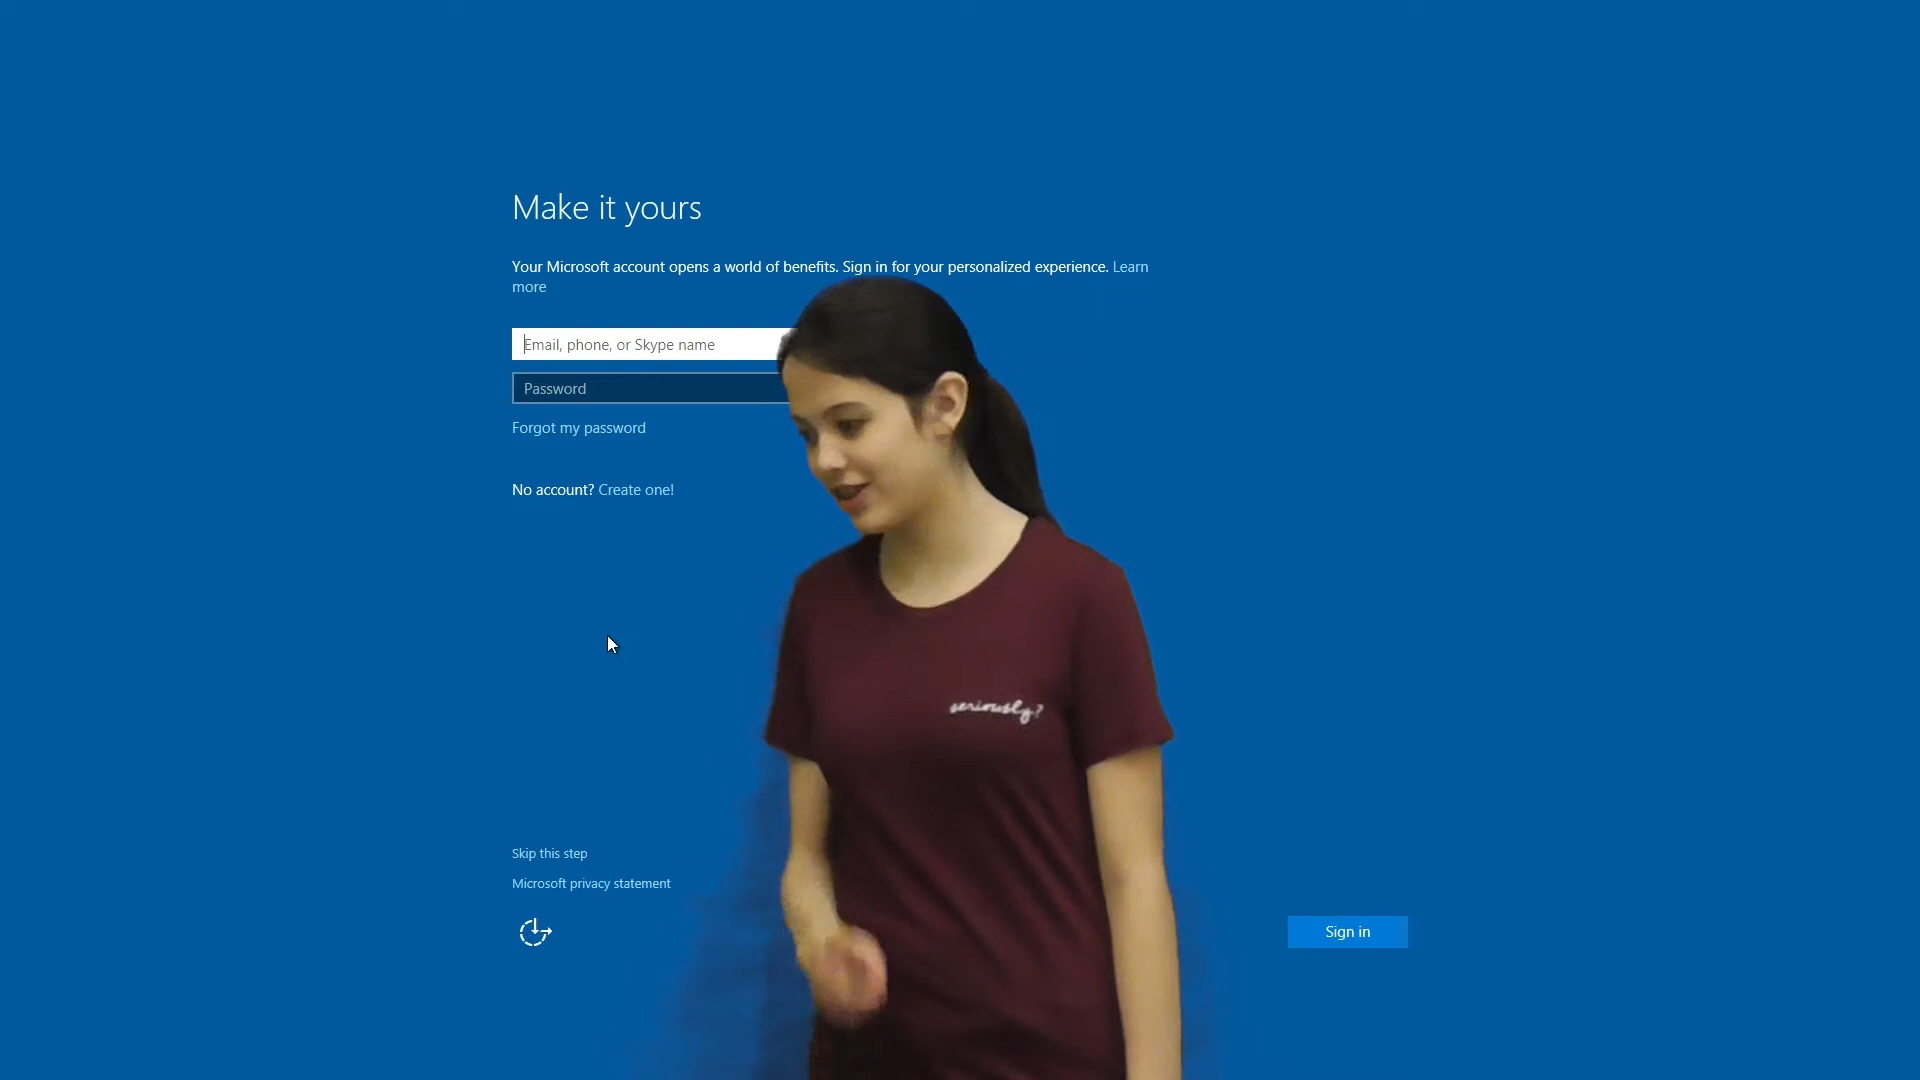 Make it yours
Your Microsoft account opens a world of benefits. Sign in for your personalized experience. Learn
more
Email, phone, or Skype name
Password
Forgot my password
No account? Create one!
seriously?
Skip this step
Microsoft privacy statement
Sign in